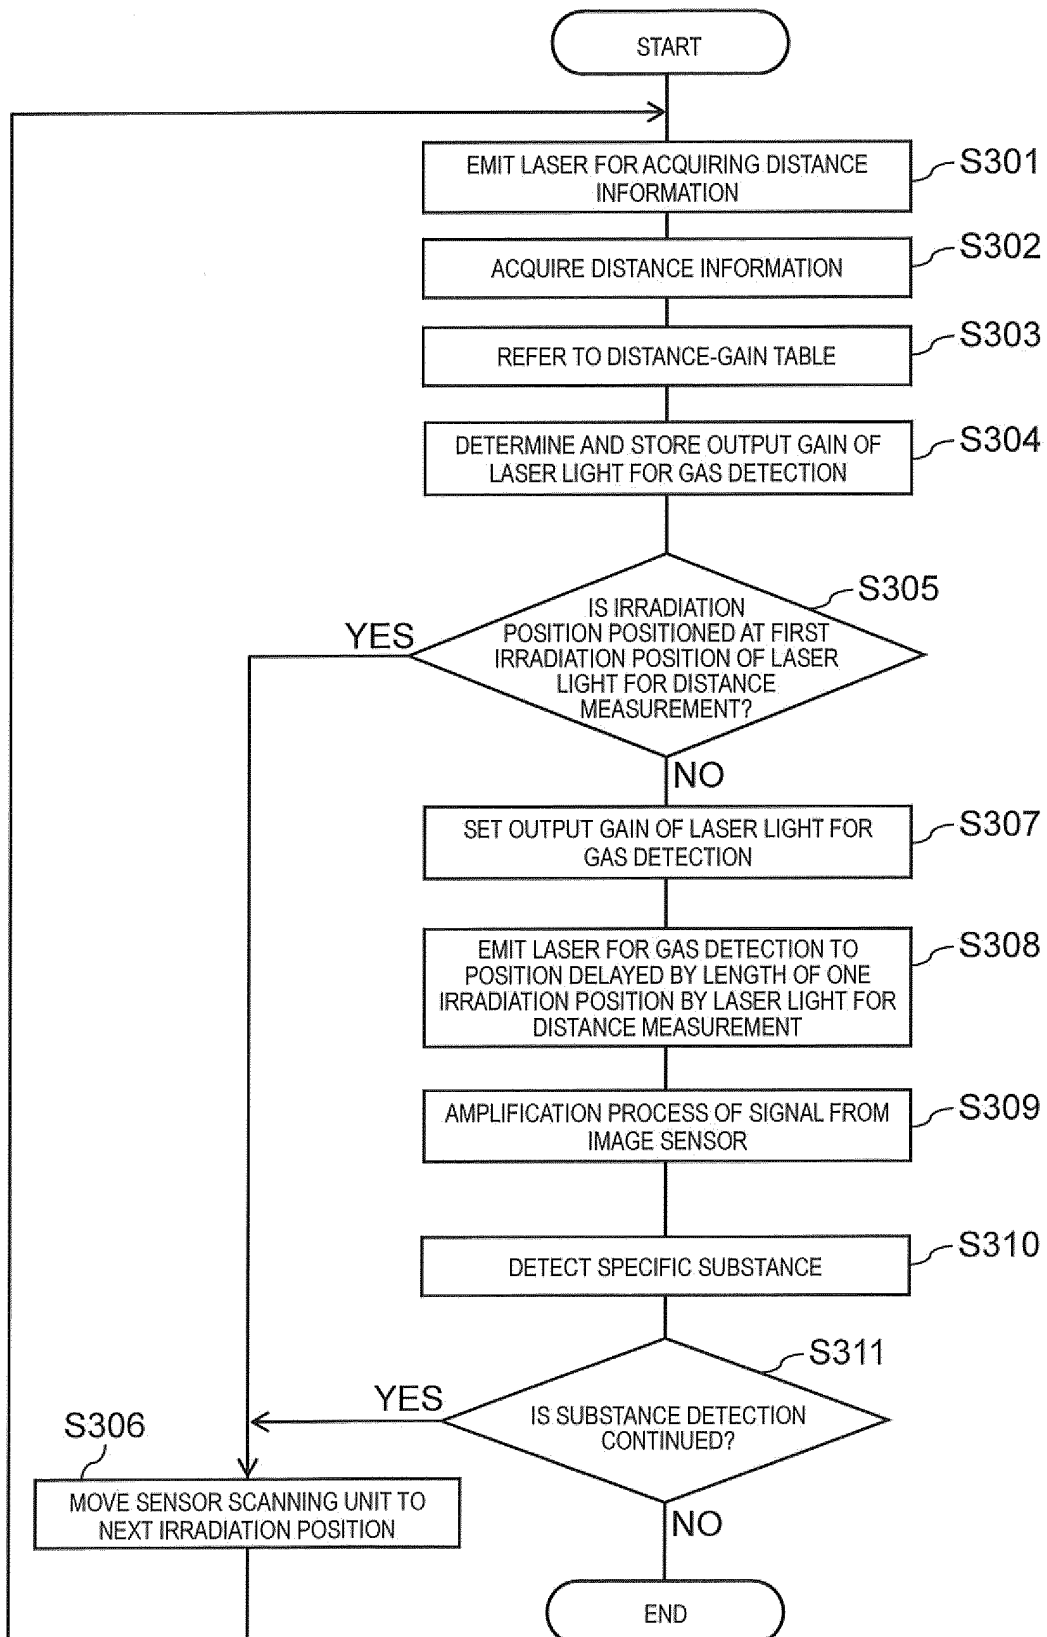 START
EMIT LASER FOR ACQUIRING DISTANCE
INFORMATION
S301
ACQUIRE DISTANCE INFORMATION
S302
REFER TO DISTANCE-GAIN TABLE
S303
DETERMINE AND STORE OUTPUT GAIN OF
LASER LIGHT FOR GAS DETECTION
S304
IS IRRADIATION
POSITION POSITIONED AT FIRST
IRRADIATION POSITION OF LASER
LIGHT FOR DISTANCE
MEASUREMENT?
S305
YES
NO
SET OUTPUT GAIN OF LASER LIGHT FOR
GAS DETECTION
S307
EMIT LASER FOR GAS DETECTION TO
POSITION DELAYED BY LENGTH OF ONE
IRRADIATION POSITION BY LASER LIGHT FOR
DISTANCE MEASUREMENT
S308
AMPLIFICATION PROCESS OF SIGNAL FROM
IMAGE SENSOR
S309
DETECT SPECIFIC SUBSTANCE
S310
IS SUBSTANCE DETECTION
CONTINUED?
S311
YES
NO
S306
MOVE SENSOR SCANNING UNIT TO
NEXT IRRADIATION POSITION
END